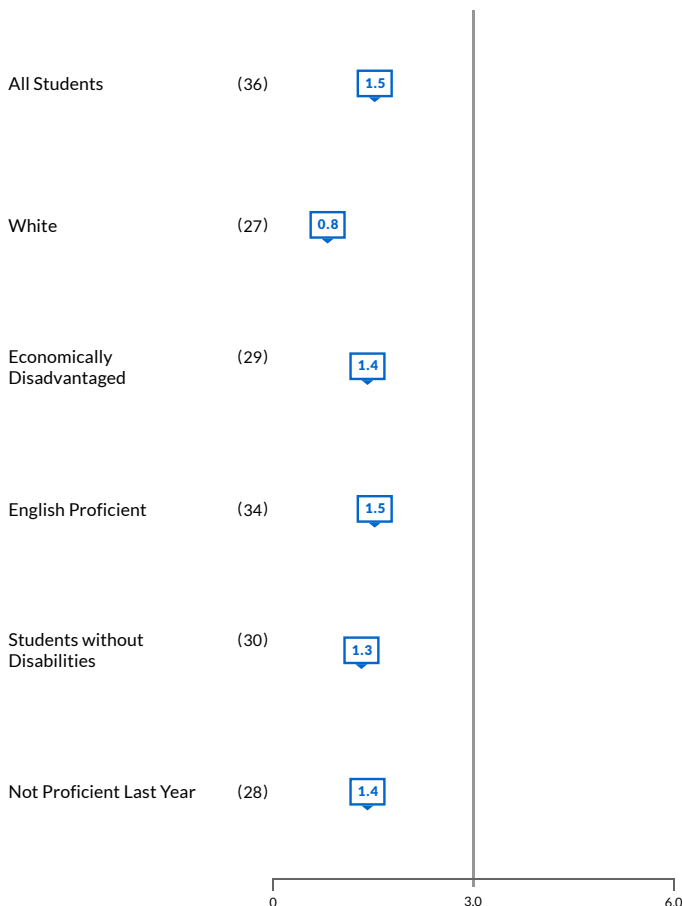 All Students (36) 1.5
White (27) 0.8
Economically (29)
Disadvantaged
1.4
English Proficient (34) 1.5
Students without (30)
Disabilities
1.3
Not Proficient Last Year (28) 1.4
0 3.0 6.0